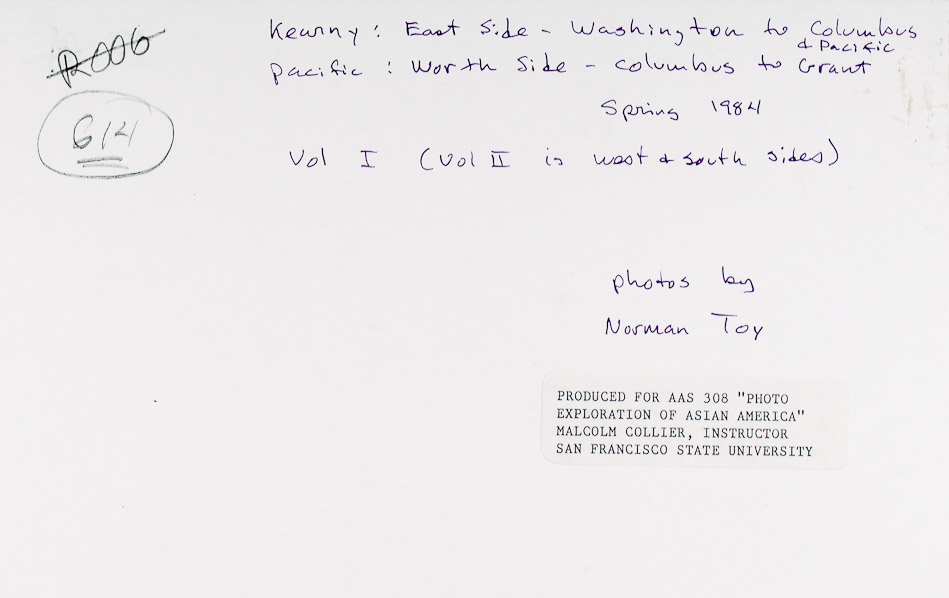 R006
G14
Kearny : East Side - Washington to Columbus
& Pacific
Pacific : North Side - Columbus to Grant
Spring 1984
Vol I (Vol II is west & south sides)
photos by
Norman Toy
PRODUCED FOR AAS 308 "PHOTO
EXPLORATION OF ASIAN AMERICA"
MALCOLM COLLIER, INSTRUCTOR
SAN FRANCISCO STATE UNIVERSITY